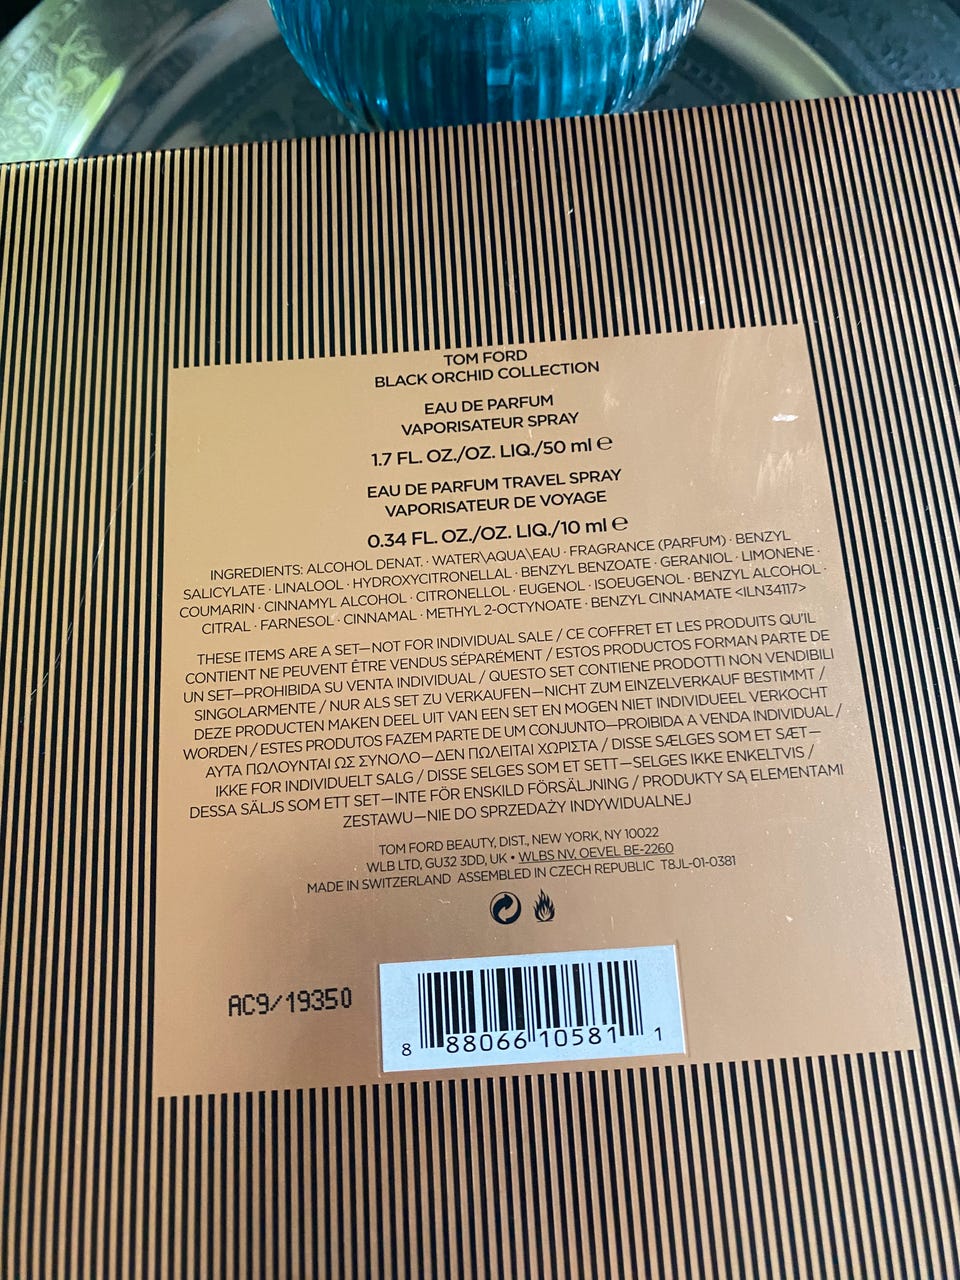 TOM FORD
BLACK ORCHID COLLECTION
EAU DE PARFUM
VAPORISATEUR SPRAY
1.7 FL. OZ./OZ. LIQ./50 ml ℮
EAU DE PARFUM TRAVEL SPRAY
VAPORISATEUR DE VOYAGE
0.34 FL. OZ./OZ. LIQ./10 ml ℮
INGREDIENTS: ALCOHOL DENAT. · WATER\AQUA\EAU · FRAGRANCE (PARFUM) · BENZYL
SALICYLATE · LINALOOL · HYDROXYCITRONELLAL · BENZYL BENZOATE · GERANIOL · LIMONENE ·
COUMARIN · CINNAMYL ALCOHOL · CITRONELLOL · EUGENOL · ISOEUGENOL · BENZYL ALCOHOL ·
CITRAL · FARNESOL · CINNAMAL · METHYL 2-OCTYNOATE · BENZYL CINNAMATE <ILN34117>
THESE ITEMS ARE A SET—NOT FOR INDIVIDUAL SALE / CE COFFRET ET LES PRODUITS QU'IL
CONTIENT NE PEUVENT ÊTRE VENDUS SÉPARÉMENT / ESTOS PRODUCTOS FORMAN PARTE DE
UN SET—PROHIBIDA SU VENTA INDIVIDUAL / QUESTO SET CONTIENE PRODOTTI NON VENDIBILI
SINGOLARMENTE / NUR ALS SET ZU VERKAUFEN—NICHT ZUM EINZELVERKAUF BESTIMMT /
DEZE PRODUCTEN MAKEN DEEL UIT VAN EEN SET EN MOGEN NIET INDIVIDUEEL VERKOCHT
WORDEN / ESTES PRODUTOS FAZEM PARTE DE UM CONJUNTO—PROIBIDA A VENDA INDIVIDUAL /
ΑΥΤΑ ΠΩΛΟΥΝΤΑΙ ΩΣ ΣΥΝΟΛΟ—ΔΕΝ ΠΩΛΕΙΤΑΙ ΧΩΡΙΣΤΑ / DISSE SÆLGES SOM ET SÆT—
IKKE FOR INDIVIDUELT SALG / DISSE SELGES SOM ET SETT—SELGES IKKE ENKELTVIS /
DESSA SÄLJS SOM ETT SET—INTE FÖR ENSKILD FÖRSÄLJNING / PRODUKTY SĄ ELEMENTAMI
ZESTAWU—NIE DO SPRZEDAŻY INDYWIDUALNEJ
TOM FORD BEAUTY, DIST., NEW YORK, NY 10022
WLB LTD, GU32 3DD, UK • WLBS NV, OEVEL BE-2260
MADE IN SWITZERLAND ASSEMBLED IN CZECH REPUBLIC T8JL-01-0381
AC9/19350
8 88066 10581 1